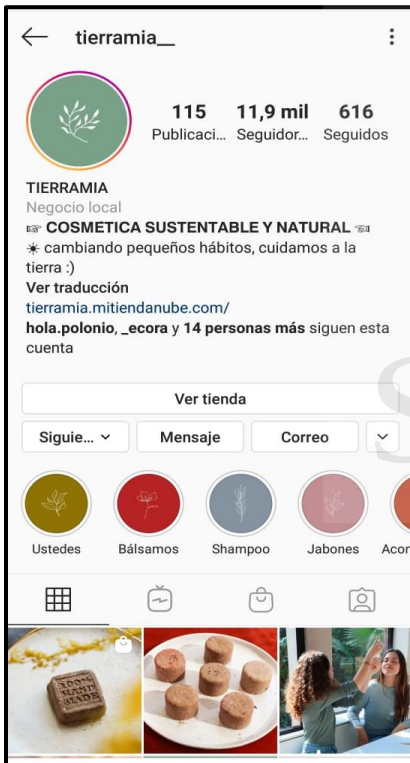 tierramia__
115 11,9 mil 616
Publicaci... Seguidor... Seguidos
TIERRAMIA
Negocio local
☞ COSMETICA SUSTENTABLE Y NATURAL ☜
☀ cambiando pequeños hábitos, cuidamos a la
tierra :)
Ver traducción
tierramia.mitiendanube.com/
hola.polonio, _ecora y 14 personas más siguen esta
cuenta
Ver tienda
Siguie... Mensaje Correo
Ustedes Bálsamos Shampoo Jabones Acor
100%
HAND
MADE